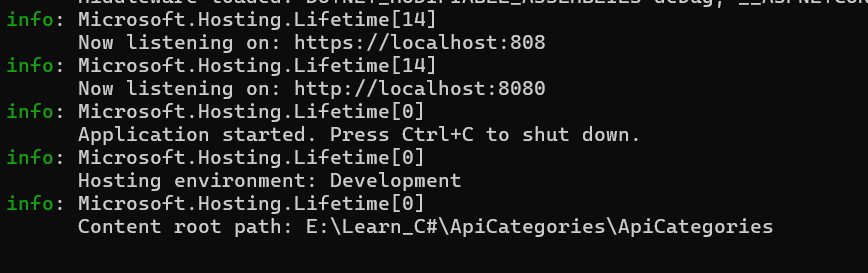 info: Microsoft.Hosting.Lifetime[14]
Now listening on: https://localhost:808
info: Microsoft.Hosting.Lifetime[14]
Now listening on: http://localhost:8080
info: Microsoft.Hosting.Lifetime[0]
Application started. Press Ctrl+C to shut down.
info: Microsoft.Hosting.Lifetime[0]
Hosting environment: Development
info: Microsoft.Hosting.Lifetime[0]
Content root path: E:\Learn_C#\ApiCategories\ApiCategories